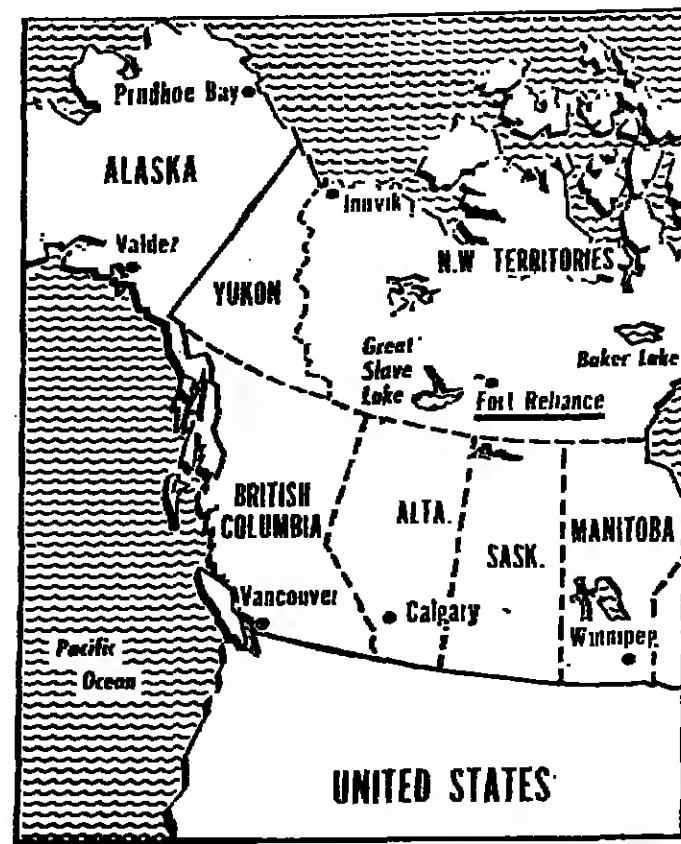 Prudhoe Bay
ALASKA
Inuvik
Valdez
N.W TERRITORIES
YUKON
Great
Slave
Lake
Baker Lake
Fort Reliance
BRITISH
COLUMBIA
ALTA.
MANITOBA
SASK.
Vancouver
Calgary
Winnipeg
Pacific
Ocean
UNITED STATES